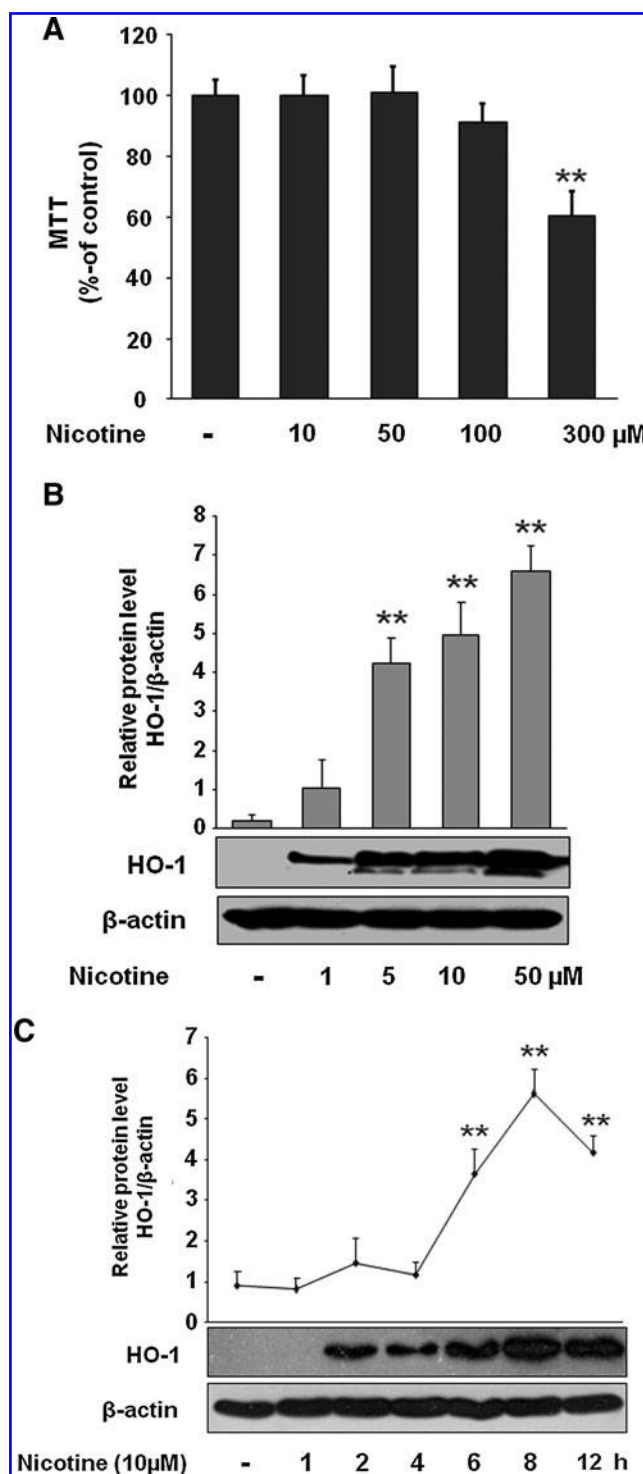 A
120
100
80
60
40
20
0
MTT
(%-of control)
**
Nicotine - 10 50 100 300 µM
B
8
7
6
5
4
3
2
1
0
Relative protein level
HO-1/β-actin
** ** **
HO-1
β-actin
Nicotine - 1 5 10 50 µM
C
7
6
5
4
3
2
1
0
Relative protein level
HO-1/β-actin
** ** **
HO-1
β-actin
Nicotine (10µM) - 1 2 4 6 8 12 h